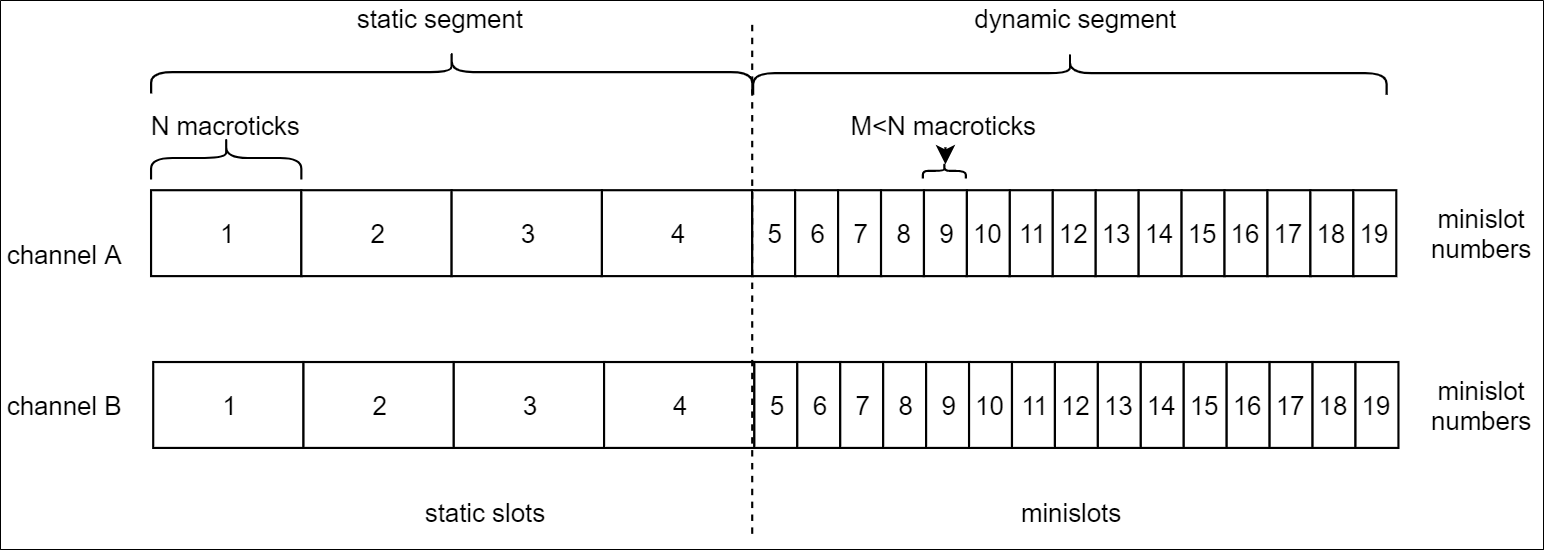 static segment
dynamic segment
N macroticks
M<N macroticks
channel A
1 2 3 4 5 6 7 8 9 10 11 12 13 14 15 16 17 18 19
minislot
numbers
channel B
1 2 3 4 5 6 7 8 9 10 11 12 13 14 15 16 17 18 19
minislot
numbers
static slots
minislots